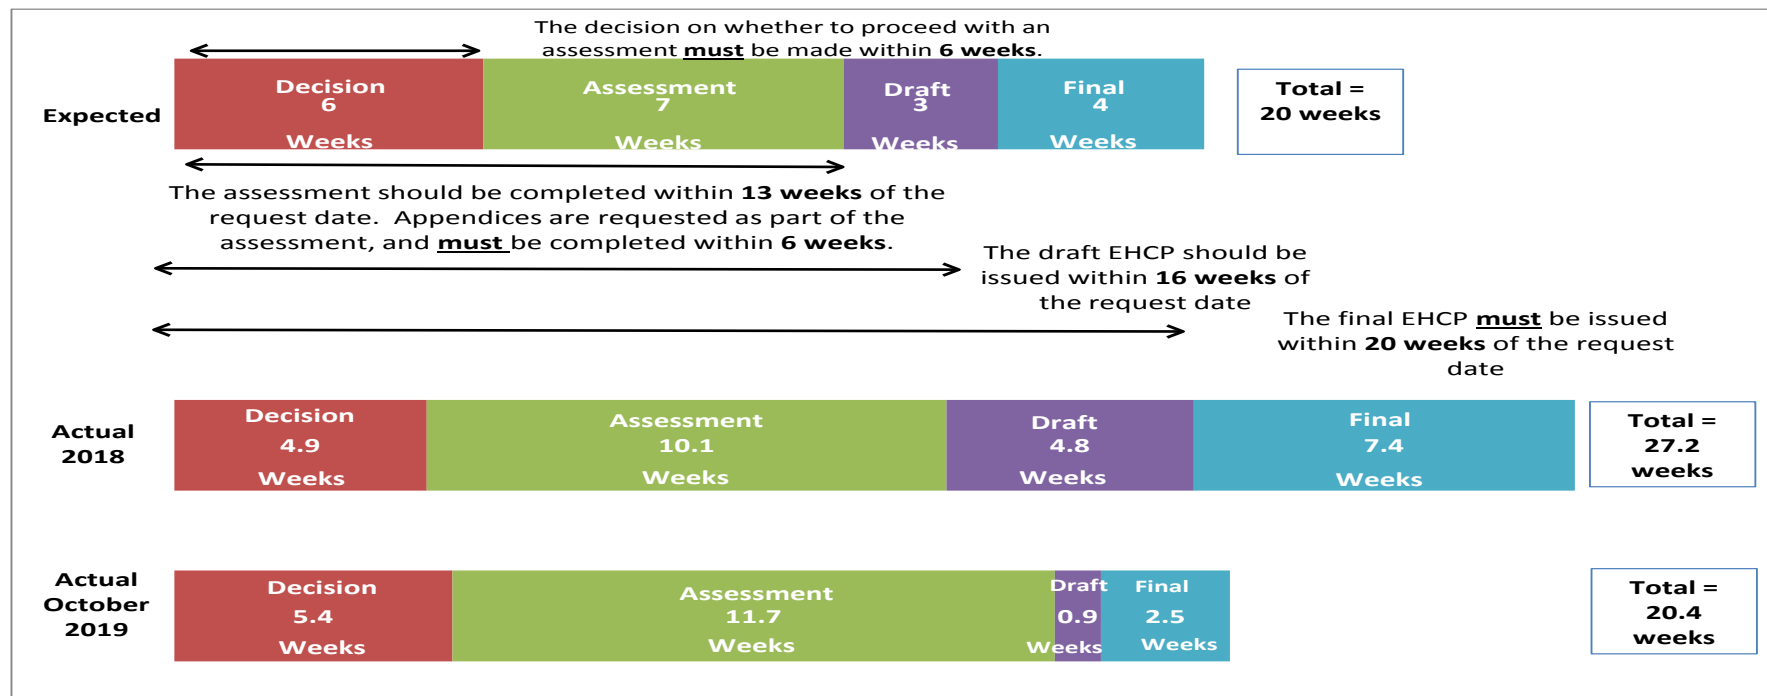 The decision on whether to proceed with an
assessment must be made within 6 weeks.
Expected
Decision
6
Weeks
Assessment
7
Weeks
Draft
3
Weeks
Final
4
Weeks
Total =
20 weeks
The assessment should be completed within 13 weeks of the
request date.  Appendices are requested as part of the
assessment, and must be completed within 6 weeks.
The draft EHCP should be
issued within 16 weeks of
the request date
The final EHCP must be issued
within 20 weeks of the request
date
Actual
2018
Decision
4.9
Weeks
Assessment
10.1
Weeks
Draft
4.8
Weeks
Final
7.4
Weeks
Total =
27.2
weeks
Actual
October
2019
Decision
5.4
Weeks
Assessment
11.7
Weeks
Draft
0.9
Weeks
Final
2.5
Weeks
Total =
20.4
weeks